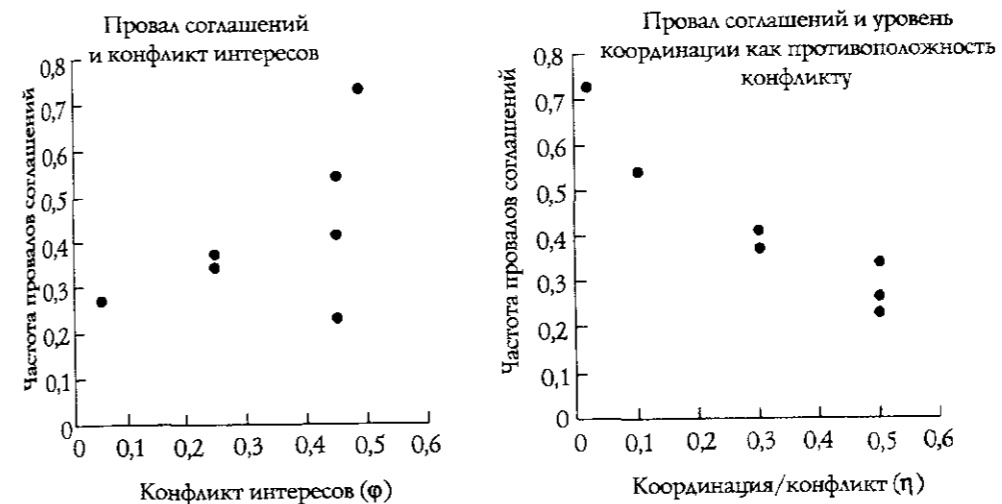 Провал соглашений
и конфликт интересов
Частота провалов соглашений
0,8
0,7
0,6
0,5
0,4
0,3
0,2
0,1
0
0 0,1 0,2 0,3 0,4 0,5 0,6
Конфликт интересов (φ)
Провал соглашений и уровень
координации как противоположность
конфликту
Частота провалов соглашений
0,8
0,7
0,6
0,5
0,4
0,3
0,2
0,1
0
0 0,1 0,2 0,3 0,4 0,5 0,6
Координация/конфликт (η)